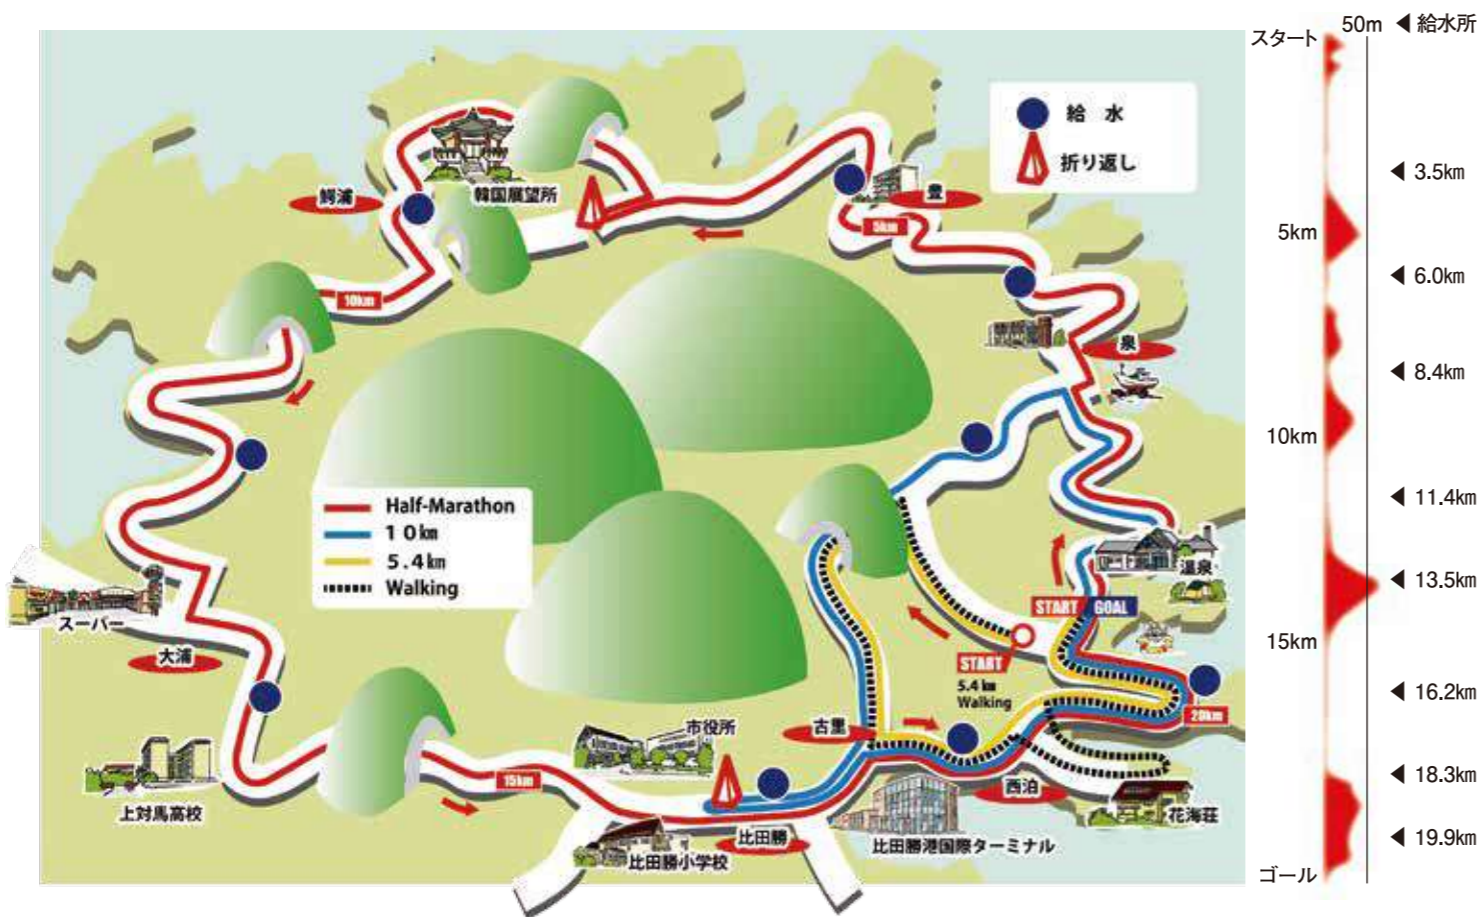 スタート
50m ◀ 給水所
給 水
折り返し
3.5km
韓国展望所
鰐浦
豊
5km
5km
6.0km
10km
泉
8.4km
10km
11.4km
Half-Marathon
10km
5.4km
Walking
温泉
START GOAL
13.5km
スーパー
15km
大浦
START
5.4km
Walking
16.2km
20km
市役所
古里
15km
西泊
18.3km
上対馬高校
花海荘
比田勝
比田勝港国際ターミナル
比田勝小学校
19.9km
ゴール